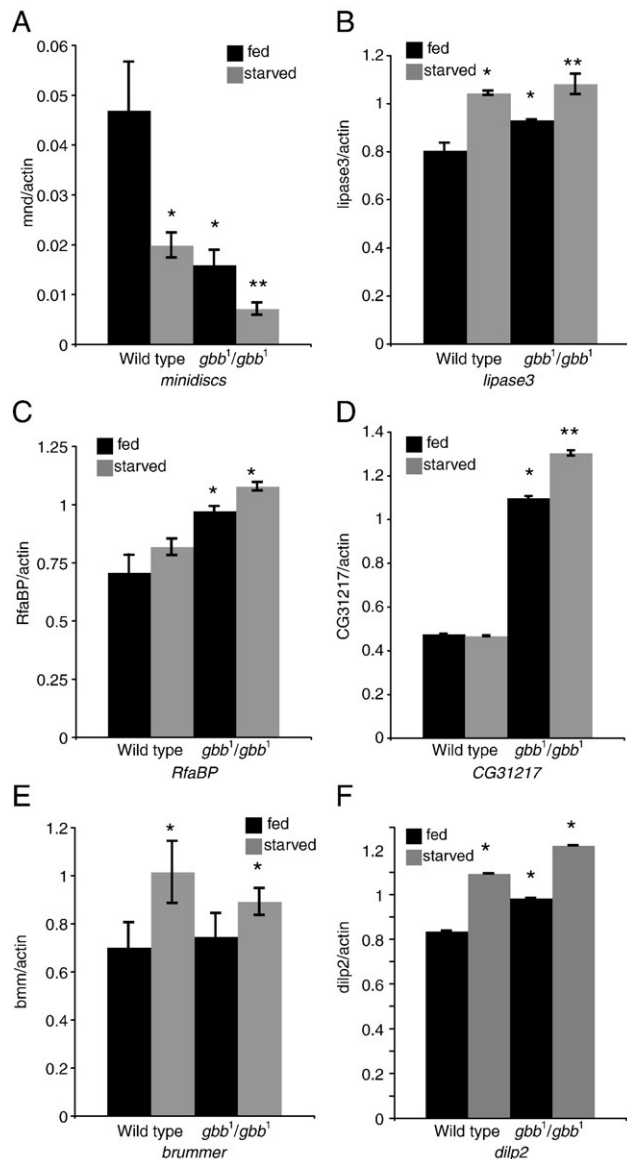 A
fed
starved
0.06
0.05
0.04
0.03
0.02
0.01
0
mnd/actin
*
*
**
Wild type gbb¹/gbb¹
minidiscs
B
fed
starved
1.2
1
0.8
0.6
0.4
0.2
0
lipase3/actin
*
*
**
Wild type gbb¹/gbb¹
lipase3
C
fed
starved
1.25
1
0.75
0.5
0.25
0
RfaBP/actin
*
*
Wild type gbb¹/gbb¹
RfaBP
D
fed
starved
1.4
1.2
1
0.8
0.6
0.4
0.2
0
CG31217/actin
*
**
Wild type gbb¹/gbb¹
CG31217
E
fed
starved
1.2
1
0.8
0.6
0.4
0.2
0
bmm/actin
*
*
Wild type gbb¹/gbb¹
brummer
F
fed
starved
1.2
1
0.8
0.6
0.4
0.2
0
dilp2/actin
*
*
*
Wild type gbb¹/gbb¹
dilp2